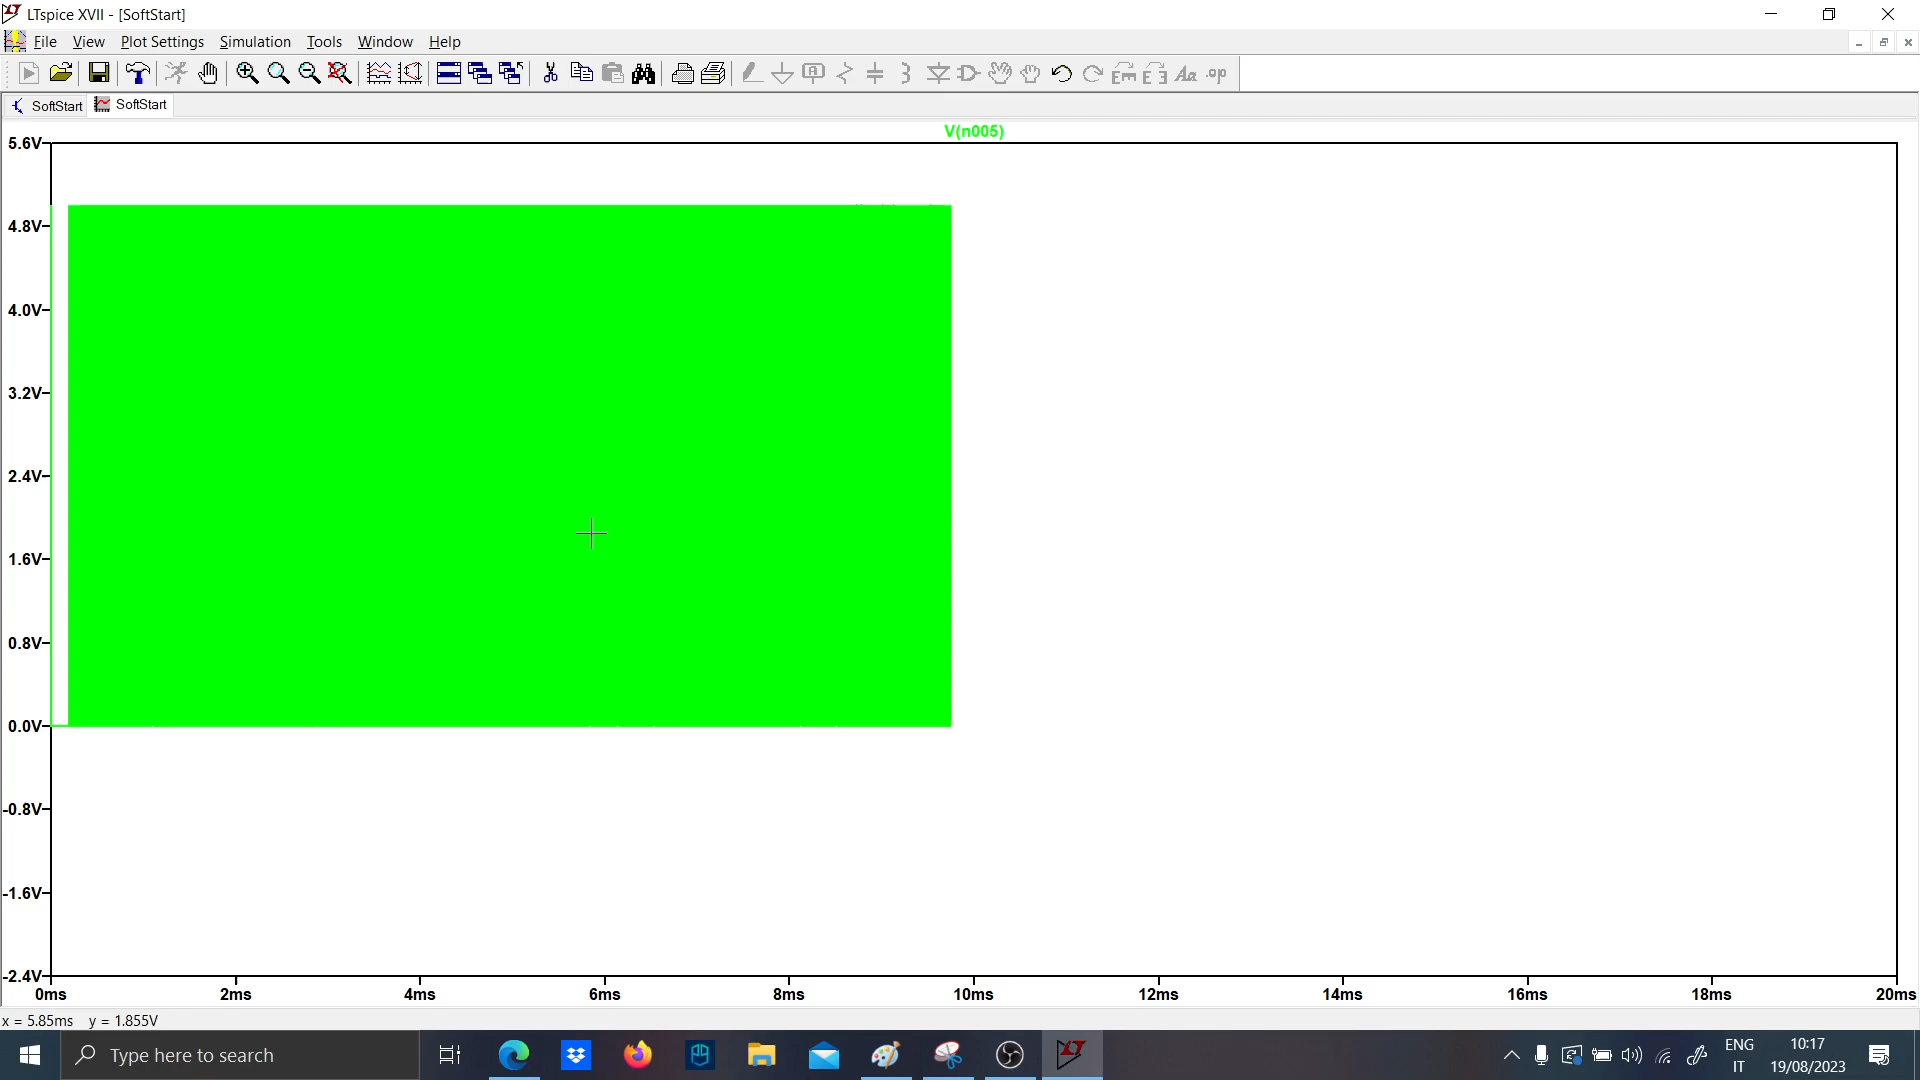 LTspice XVII - [SoftStart]
File View Plot Settings Simulation Tools Window Help
SoftStart SoftStart
V(n005)
5.6V
4.8V
4.0V
3.2V
2.4V
1.6V
0.8V
0.0V
-0.8V
-1.6V
-2.4V
0ms 2ms 4ms 6ms 8ms 10ms 12ms 14ms 16ms 18ms 20ms
x = 5.85ms y = 1.855V
Type here to search
ENG 10:17
IT 19/08/2023